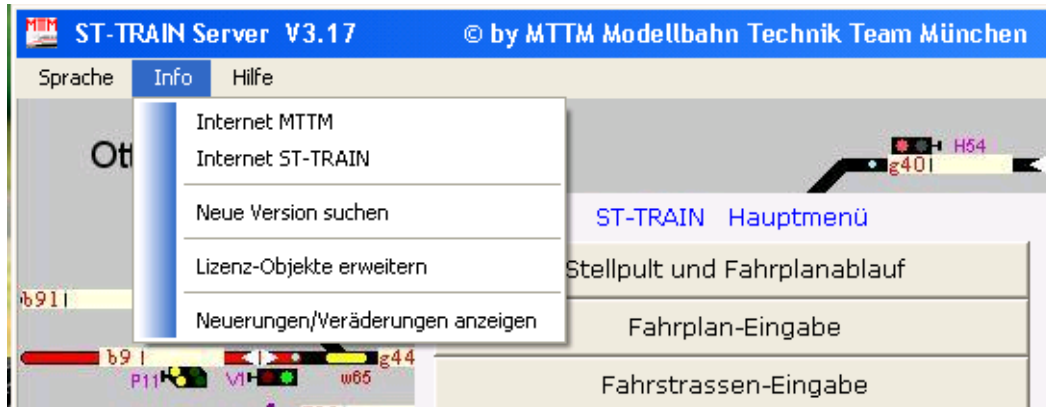 MTTM ST-TRAIN Server V3.17 © by MTTM Modellbahn Technik Team München
Sprache Info Hilfe
Internet MTTM
Internet ST-TRAIN
Neue Version suchen
Lizenz-Objekte erweitern
Neuerungen/Veräderungen anzeigen
Ott
H54
g40
ST-TRAIN Hauptmenü
Stellpult und Fahrplanablauf
Fahrplan-Eingabe
Fahrstrassen-Eingabe
b91
b9
g44
P11 V1 w65